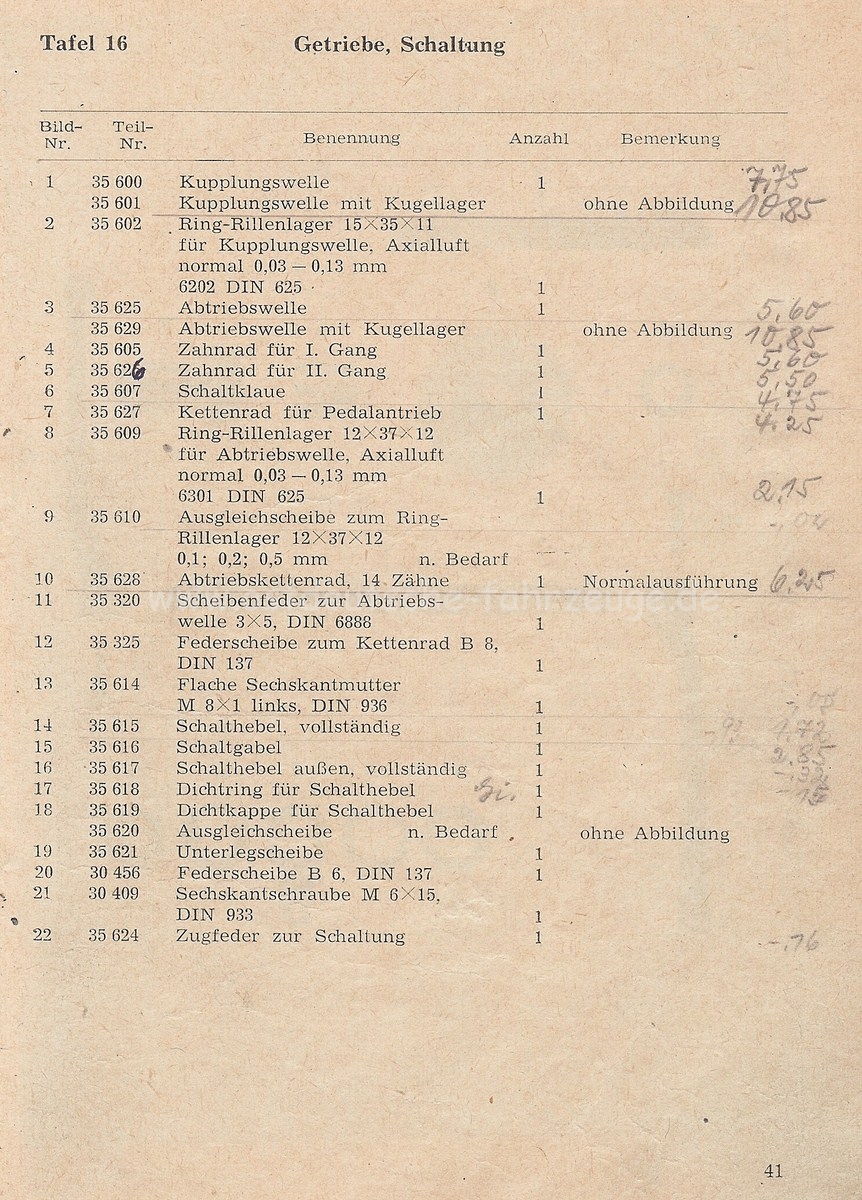 Tafel 16 Getriebe, Schaltung
Bild-Nr. Teil-Nr. Benennung Anzahl Bemerkung
1 35 600 Kupplungswelle 1 7,75
35 601 Kupplungswelle mit Kugellager ohne Abbildung 10,85
2 35 602 Ring-Rillenlager 15×35×11
für Kupplungswelle, Axialluft
normal 0,03 — 0,13 mm
6202 DIN 625 1
3 35 625 Abtriebswelle 1 5,60
35 629 Abtriebswelle mit Kugellager ohne Abbildung 10,85
4 35 605 Zahnrad für I. Gang 1 5,60
5 35 626 Zahnrad für II. Gang 1 5,50
6 35 607 Schaltklaue 1 4,75
7 35 627 Kettenrad für Pedalantrieb 1 4,25
8 35 609 Ring-Rillenlager 12×37×12
für Abtriebswelle, Axialluft
normal 0,03 — 0,13 mm
6301 DIN 625 1 2,15
9 35 610 Ausgleichscheibe zum Ring-
Rillenlager 12×37×12
0,1; 0,2; 0,5 mm n. Bedarf
10 35 628 Abtriebskettenrad, 14 Zähne 1 Normalausführung 6,25
11 35 320 Scheibenfeder zur Abtriebs-
welle 3×5, DIN 6888 1
12 35 325 Federscheibe zum Kettenrad B 8,
DIN 137 1
13 35 614 Flache Sechskantmutter
M 8×1 links, DIN 936 1
14 35 615 Schalthebel, vollständig 1 1,72
15 35 616 Schaltgabel 1 2,85
16 35 617 Schalthebel außen, vollständig 1
17 35 618 Dichtring für Schalthebel 1
18 35 619 Dichtkappe für Schalthebel 1
35 620 Ausgleichscheibe n. Bedarf ohne Abbildung
19 35 621 Unterlegscheibe 1
20 30 456 Federscheibe B 6, DIN 137 1
21 30 409 Sechskantschraube M 6×15,
DIN 933 1
22 35 624 Zugfeder zur Schaltung 1 -,16
41